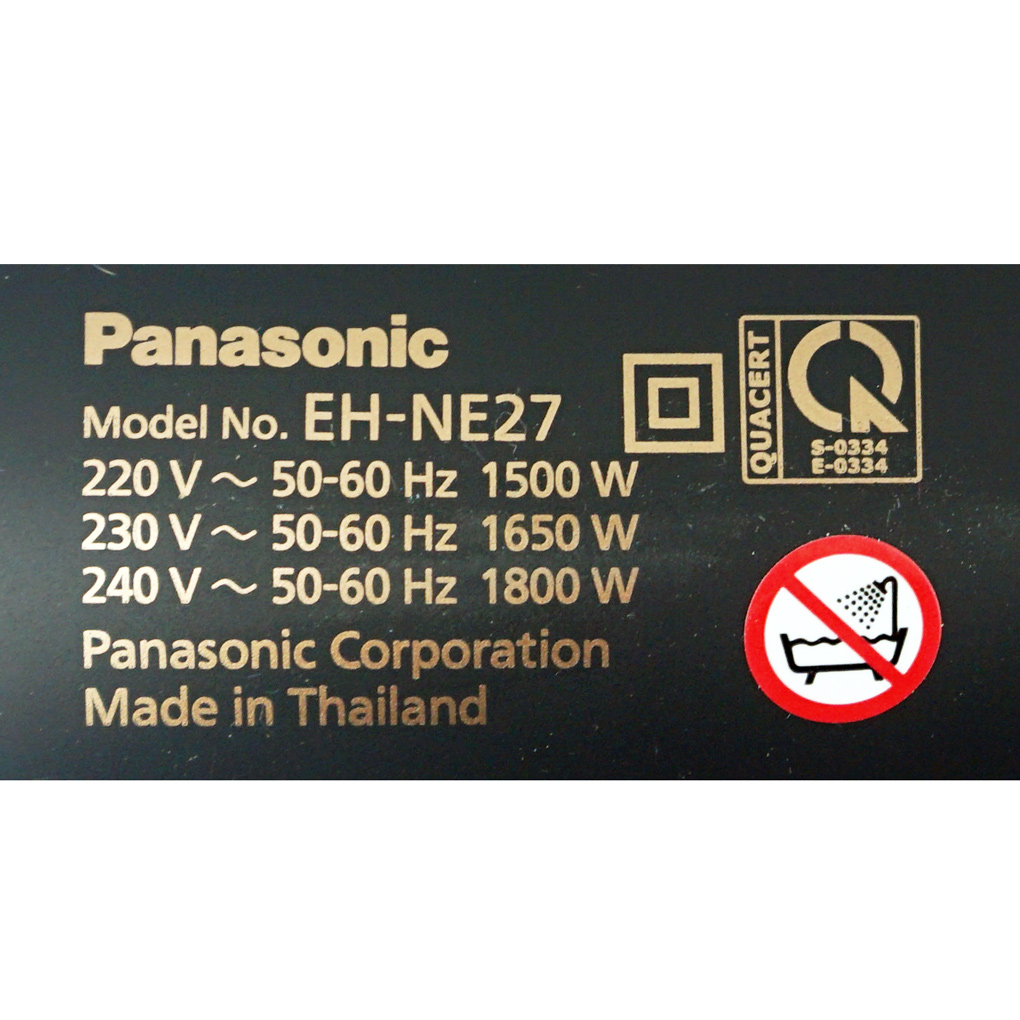 Panasonic
Model No. EH-NE27
220 V ~ 50-60 Hz 1500 W
230 V ~ 50-60 Hz 1650 W
240 V ~ 50-60 Hz 1800 W
Panasonic Corporation
Made in Thailand
QUACERT
S-0334
E-0334